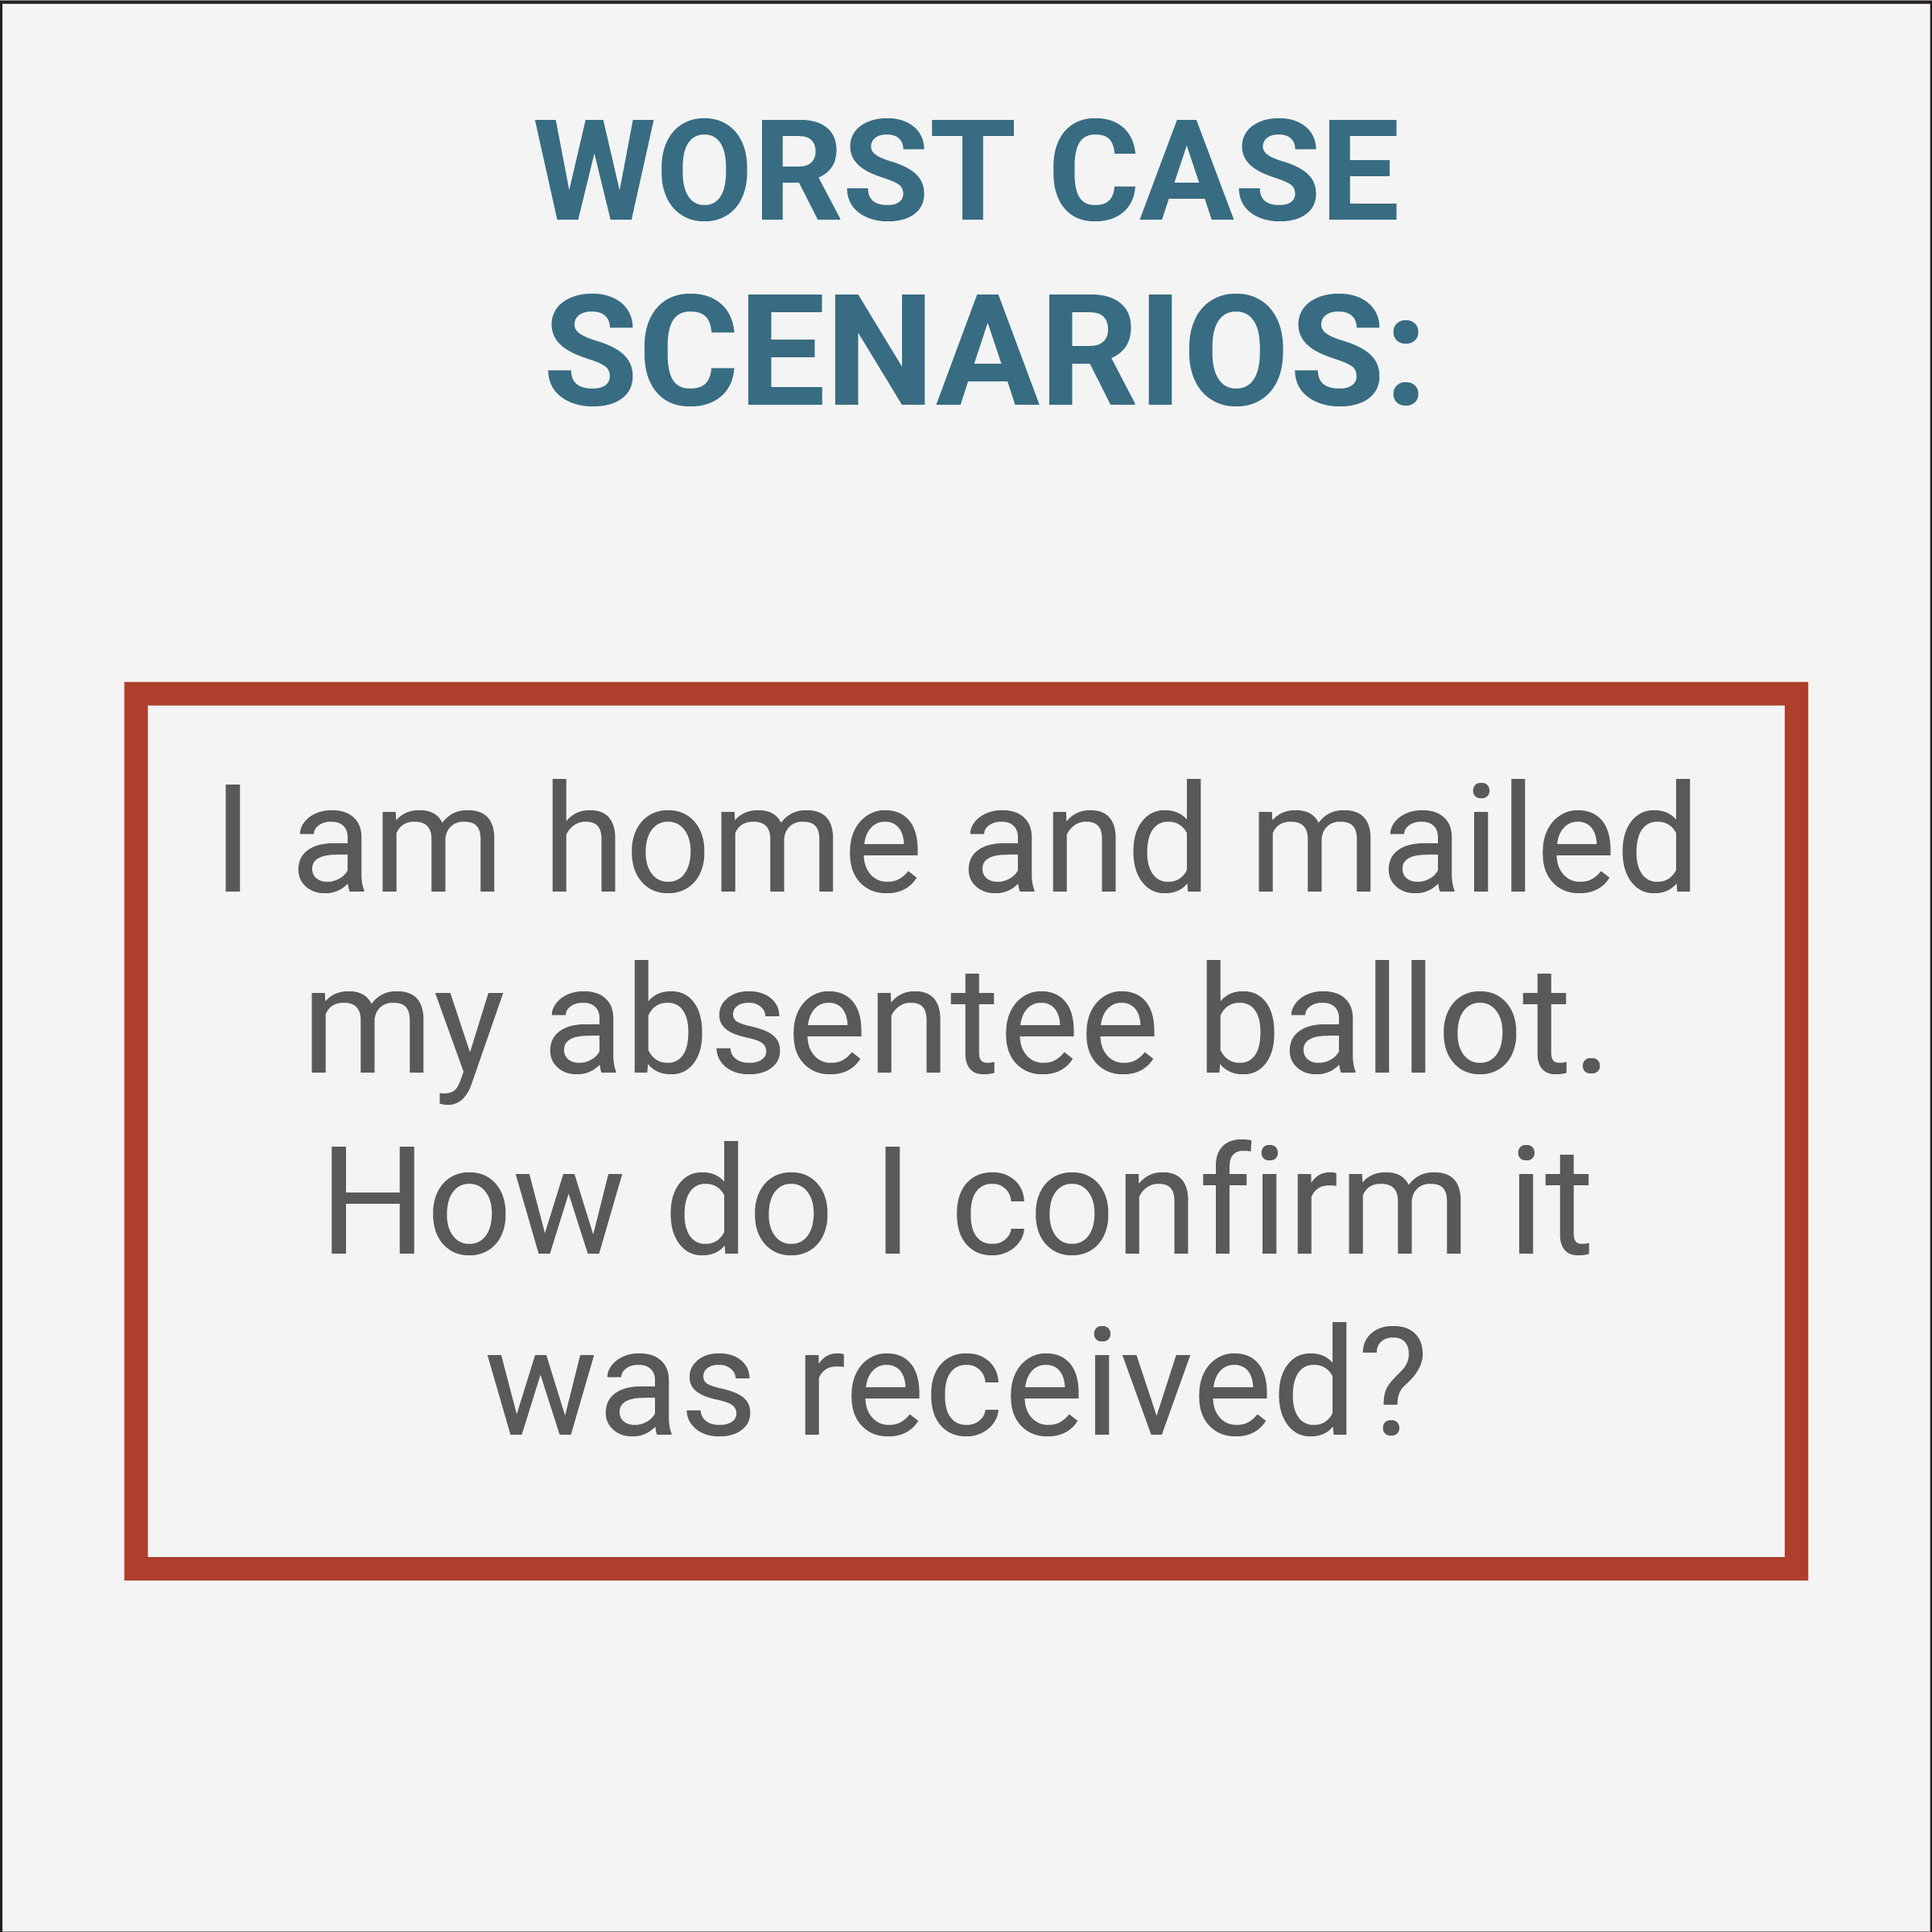 WORST CASE
SCENARIOS:
I am home and mailed
my absentee ballot.
How do I confirm it
was received?